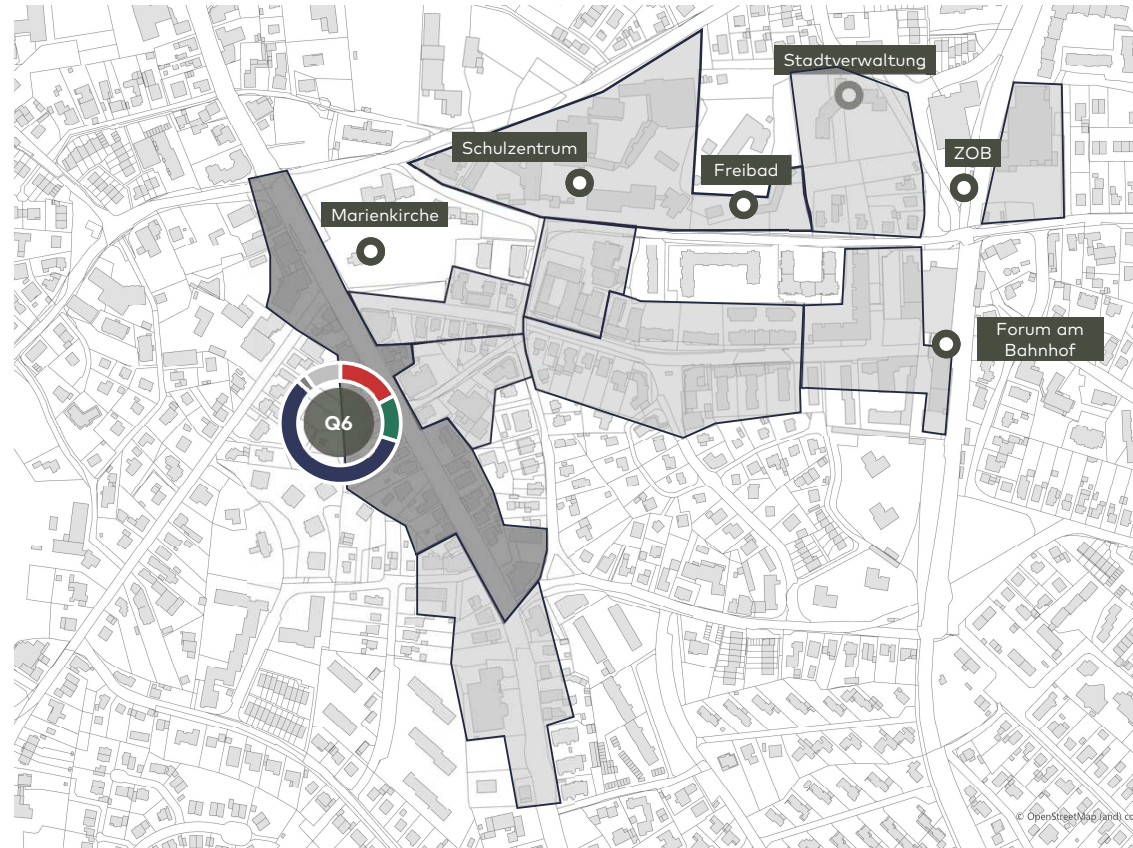 Stadtverwaltung
Schulzentrum
ZOB
Freibad
Marienkirche
Forum am
Bahnhof
Q6
© OpenStreetMap (and) co